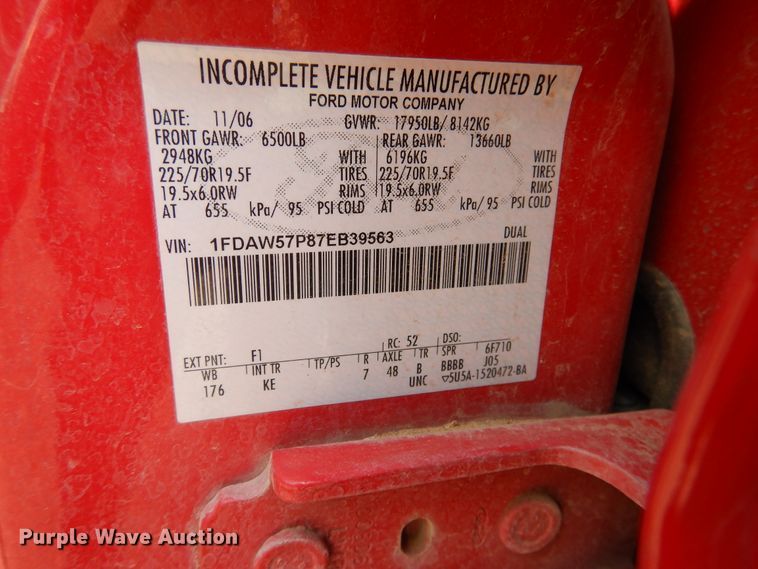 INCOMPLETE VEHICLE MANUFACTURED BY
FORD MOTOR COMPANY
DATE: 11/06 GVWR: 17950LB/ 8142KG
FRONT GAWR: 6500LB REAR GAWR: 13660LB
2948KG WITH 6196KG WITH
225/70R19.5F TIRES 225/70R19.5F TIRES
19.5x6.0RW RIMS 19.5x6.0RW RIMS
AT 655 kPa/ 95 PSI COLD AT 655 kPa/ 95 PSI COLD
VIN: 1FDAW57P87EB39563 DUAL
EXT PNT: F1 RC: 52 DSO:
WB INT TR TP/PS R AXLE TR SPR 6F710
176 KE 7 48 B BBBB J05
UNC ▽5U5A-1520472-BA
Purple Wave Auction